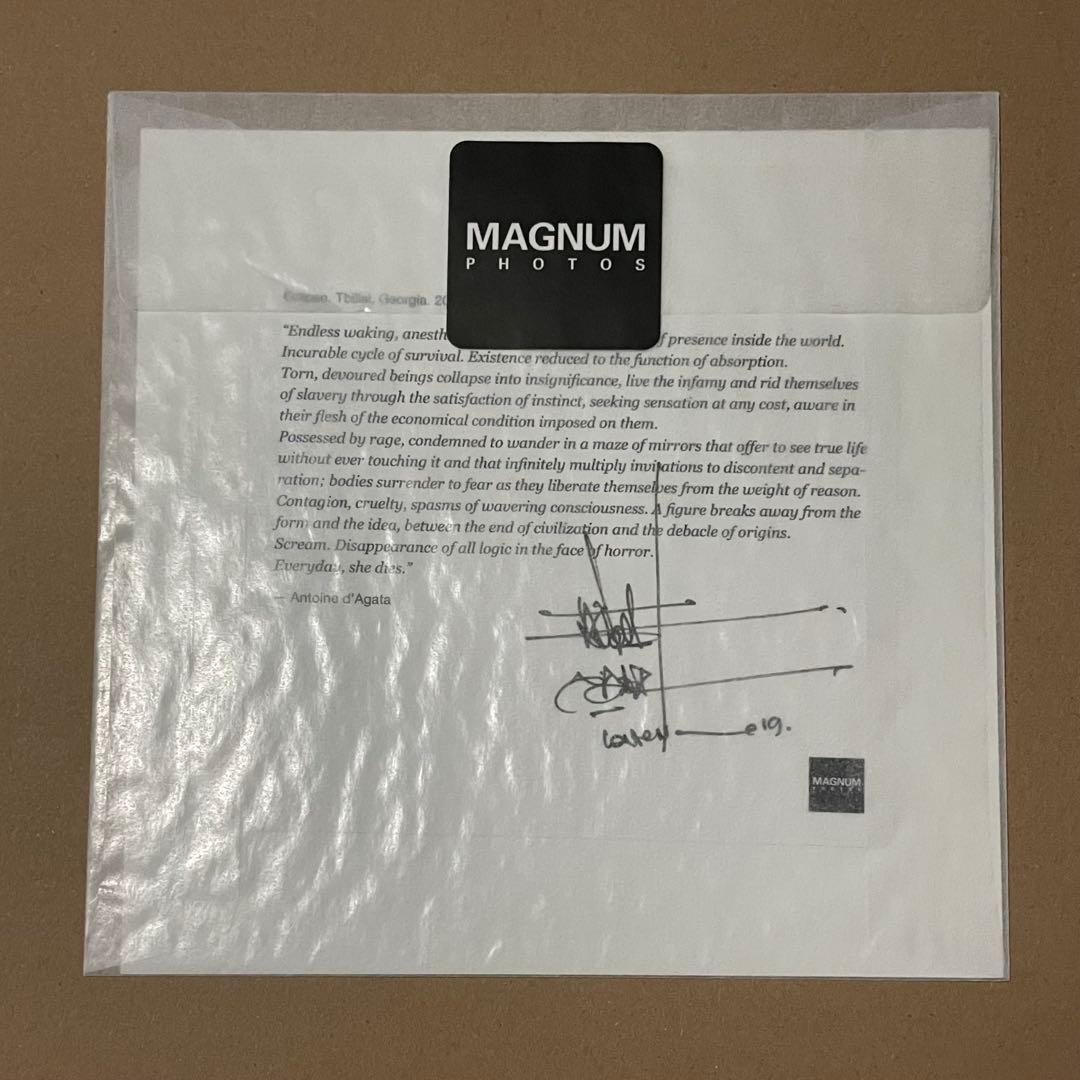 MAGNUM
PHOTOS
Tbilisi, Georgia. 20
“Endless waking, anesth f presence inside the world.
Incurable cycle of survival. Existence reduced to the function of absorption.
Torn, devoured beings collapse into insignificance, live the infamy and rid themselves
of slavery through the satisfaction of instinct, seeking sensation at any cost, aware in
their flesh of the economical condition imposed on them.
Possessed by rage, condemned to wander in a maze of mirrors that offer to see true life
without ever touching it and that infinitely multiply invitations to discontent and sepa-
ration; bodies surrender to fear as they liberate themselves from the weight of reason.
Contagion, cruelty, spasms of wavering consciousness. A figure breaks away from the
form and the idea, between the end of civilization and the debacle of origins.
Scream. Disappearance of all logic in the face of horror.
Everyday, she dies.”
— Antoine d'Agata
19.
MAGNUM
PHOTOS